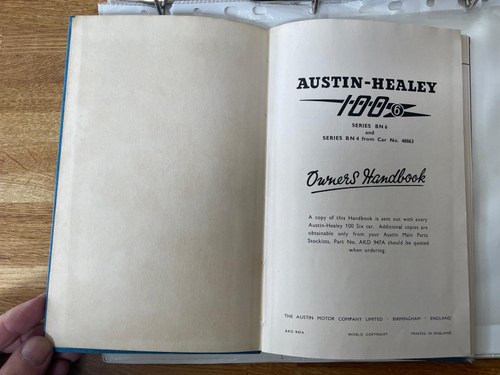 AUSTIN-HEALEY
100 6
SERIES BN6
and
SERIES BN4 from Car No. 48863
Owners Handbook
A copy of this Handbook is sent out with every
Austin-Healey 100 Six car. Additional copies are
obtainable only from your Austin Main Parts
Stockists. Part No. AKD 947A should be quoted
when ordering.
THE AUSTIN MOTOR COMPANY LIMITED · BIRMINGHAM · ENGLAND
AKD 947A WORLD COPYRIGHT PRINTED IN ENGLAND